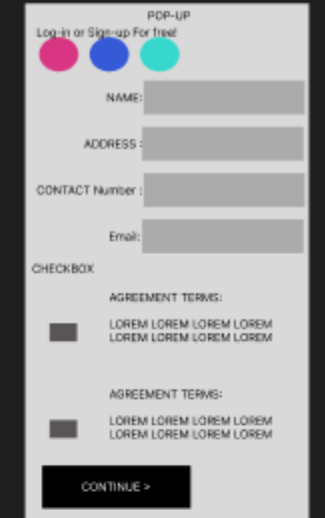 POP-UP
Log-in or Sign-up For free!
NAME:
ADDRESS :
CONTACT Number :
Email:
CHECKBOX
AGREEMENT TERMS:
LOREM LOREM LOREM LOREM
LOREM LOREM LOREM LOREM
AGREEMENT TERMS:
LOREM LOREM LOREM LOREM
LOREM LOREM LOREM LOREM
CONTINUE >